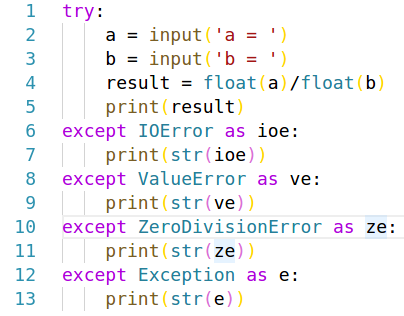 1 try:
2     a = input('a = ')
3     b = input('b = ')
4     result = float(a)/float(b)
5     print(result)
6 except IOError as ioe:
7     print(str(ioe))
8 except ValueError as ve:
9     print(str(ve))
10 except ZeroDivisionError as ze:
11     print(str(ze))
12 except Exception as e:
13     print(str(e))